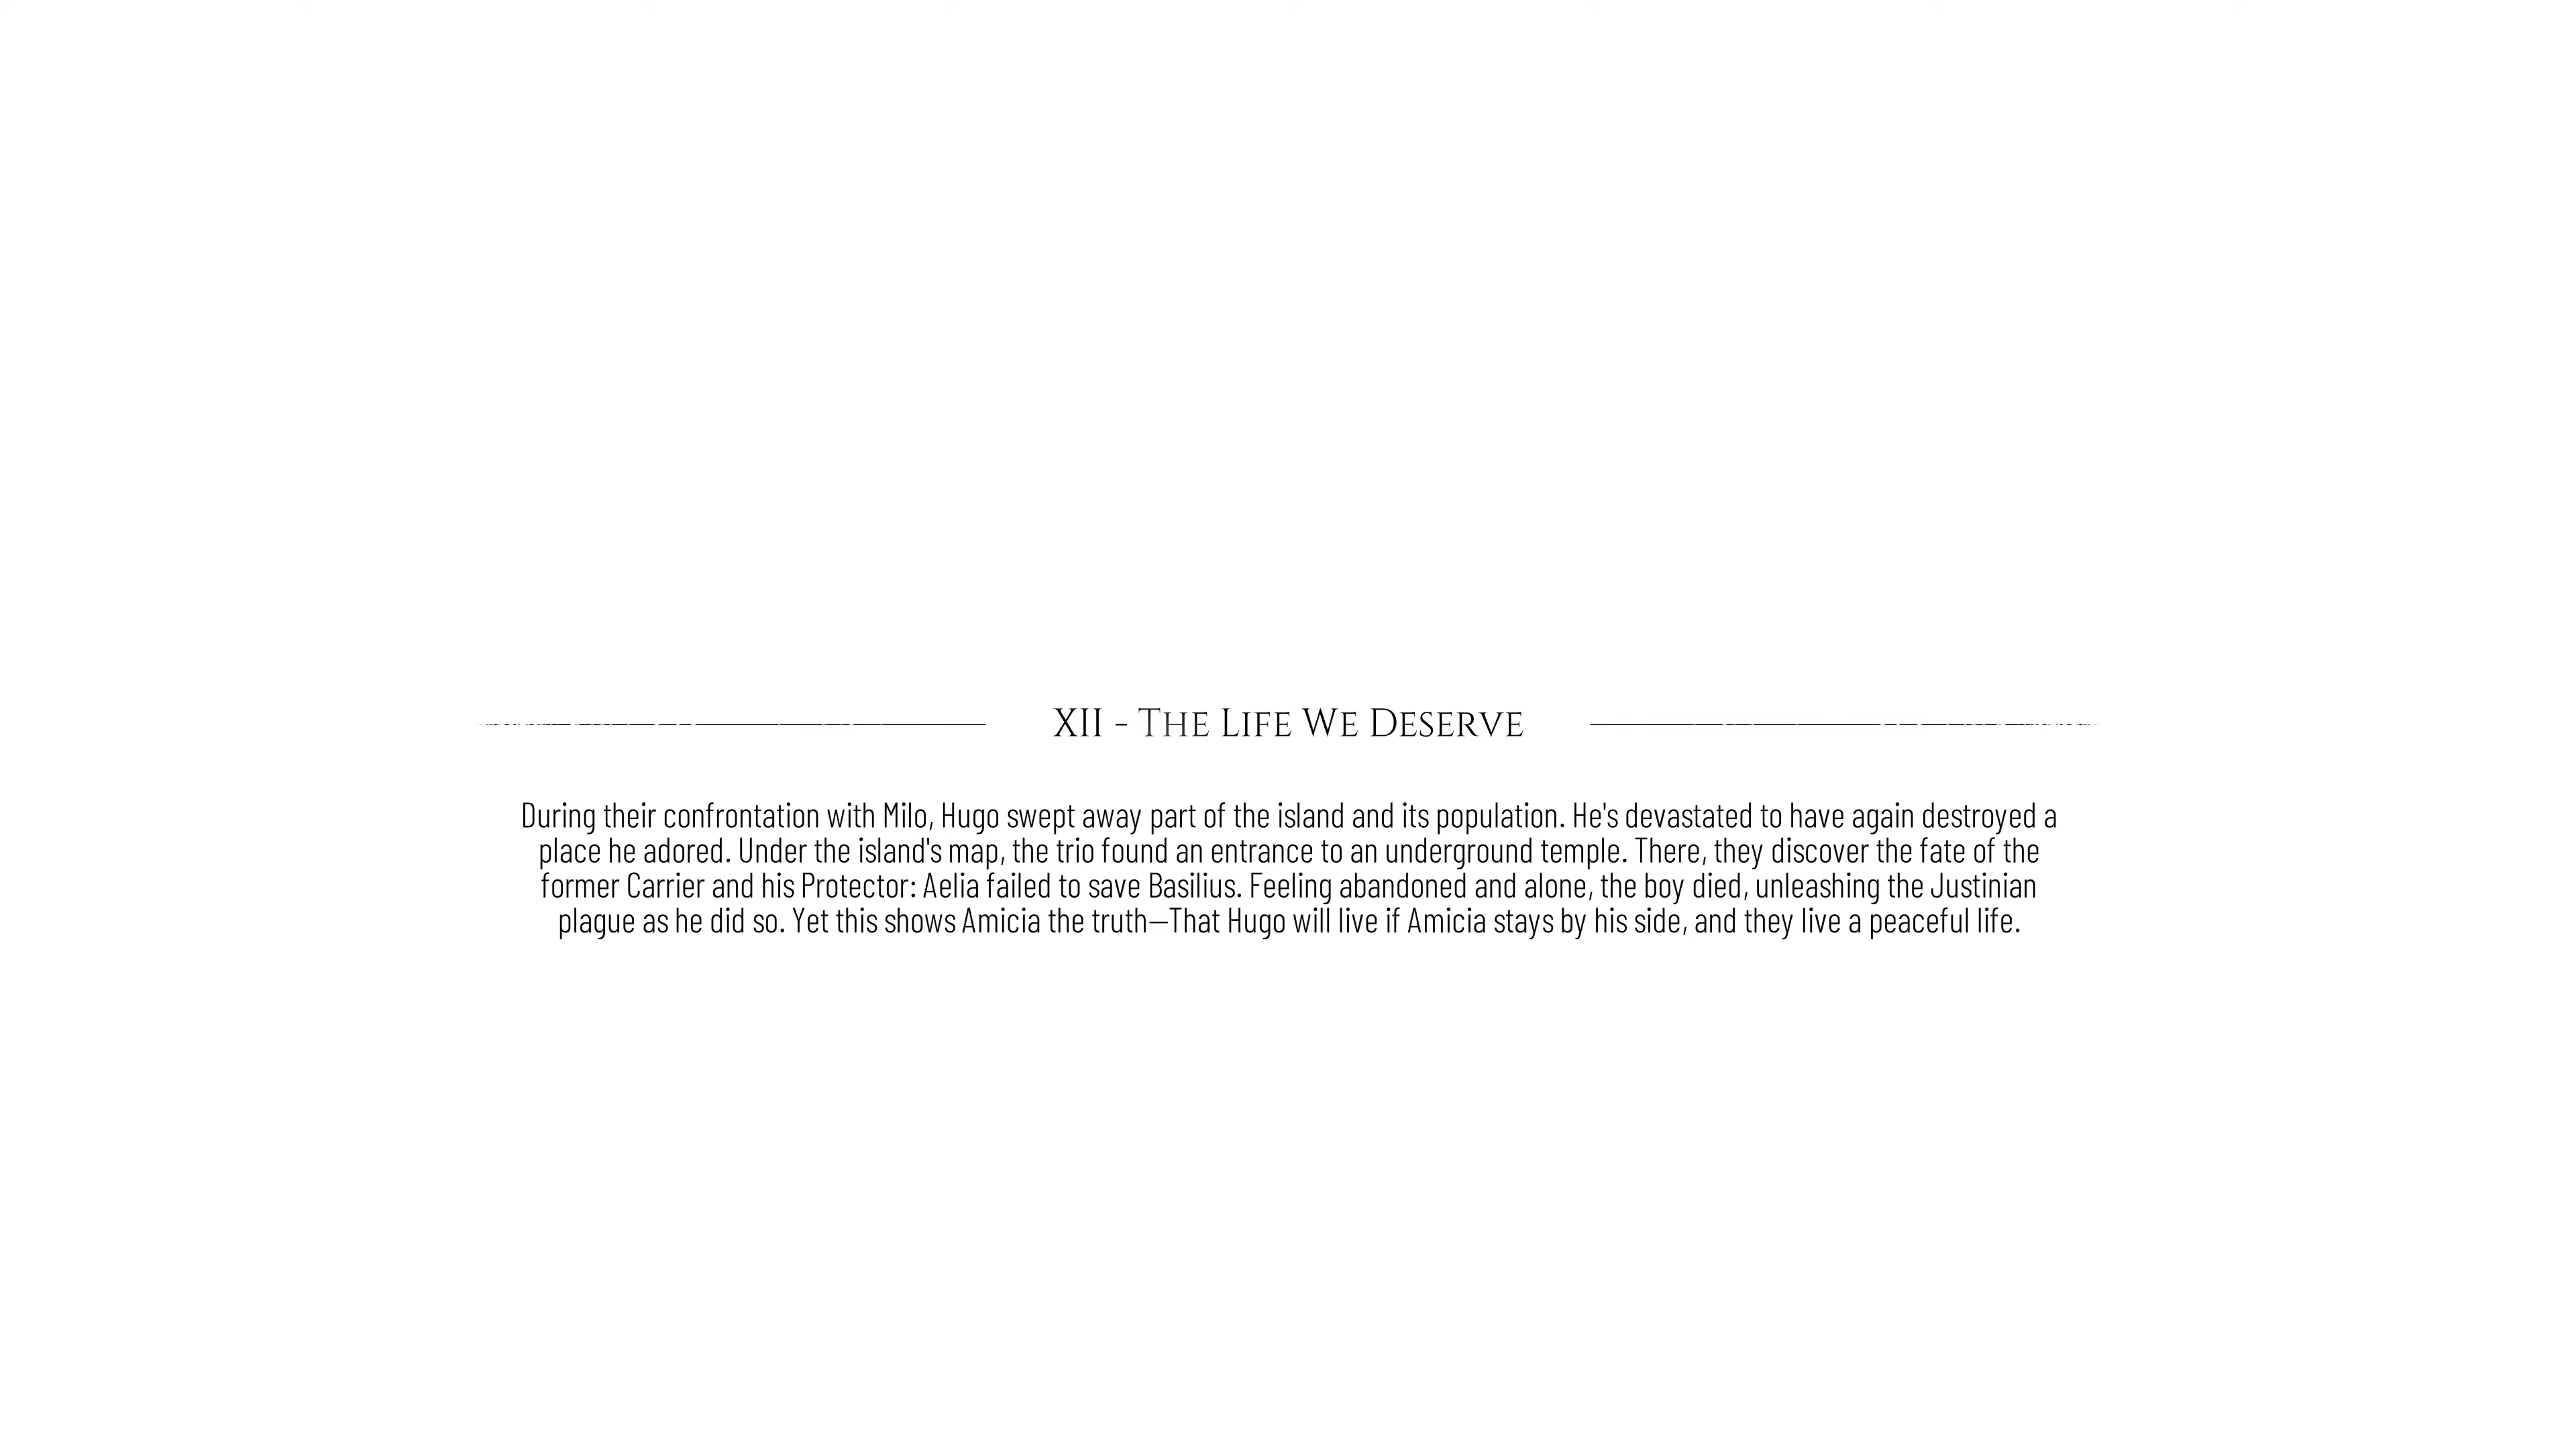 XII - The Life We Deserve
During their confrontation with Milo, Hugo swept away part of the island and its population. He's devastated to have again destroyed a
place he adored. Under the island's map, the trio found an entrance to an underground temple. There, they discover the fate of the
former Carrier and his Protector: Aelia failed to save Basilius. Feeling abandoned and alone, the boy died, unleashing the Justinian
plague as he did so. Yet this shows Amicia the truth—That Hugo will live if Amicia stays by his side, and they live a peaceful life.